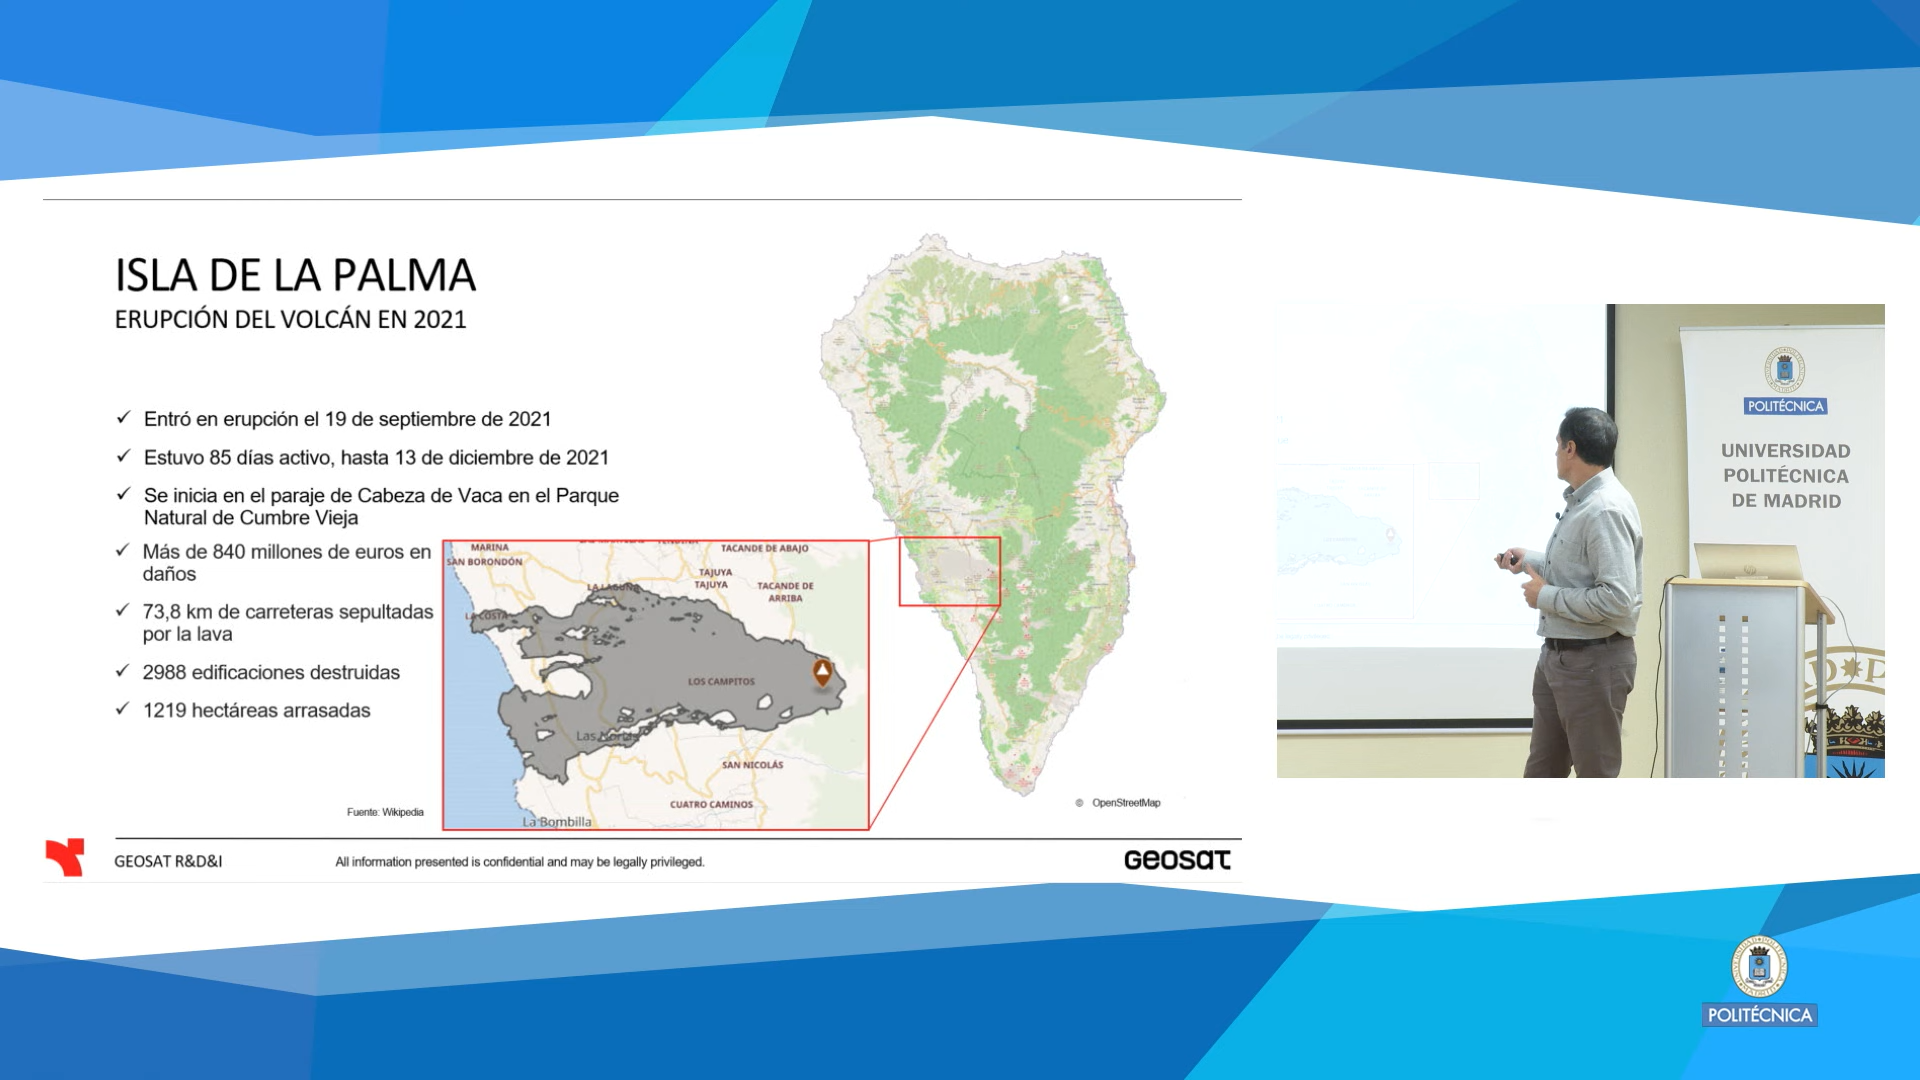 ISLA DE LA PALMA
ERUPCIÓN DEL VOLCÁN EN 2021
✓ Entró en erupción el 19 de septiembre de 2021
✓ Estuvo 85 días activo, hasta 13 de diciembre de 2021
✓ Se inicia en el paraje de Cabeza de Vaca en el Parque
Natural de Cumbre Vieja
✓ Más de 840 millones de euros en
daños
✓ 73,8 km de carreteras sepultadas
por la lava
✓ 2988 edificaciones destruidas
✓ 1219 hectáreas arrasadas
Fuente: Wikipedia
MARINA
SAN BORONDÓN
TACANDE DE ABAJO
TAJUYA
TAJUYA
TACANDE DE
ARRIBA
LA LAGUNA
LA COSTA
LOS CAMPITOS
Las
SAN NICOLÁS
CUATRO CAMINOS
La Bombilla
© OpenStreetMap
GEOSAT R&D&I
All information presented is confidential and may be legally privileged.
GEOSAT
POLITÉCNICA
UNIVERSIDAD
POLITÉCNICA
DE MADRID
POLITÉCNICA